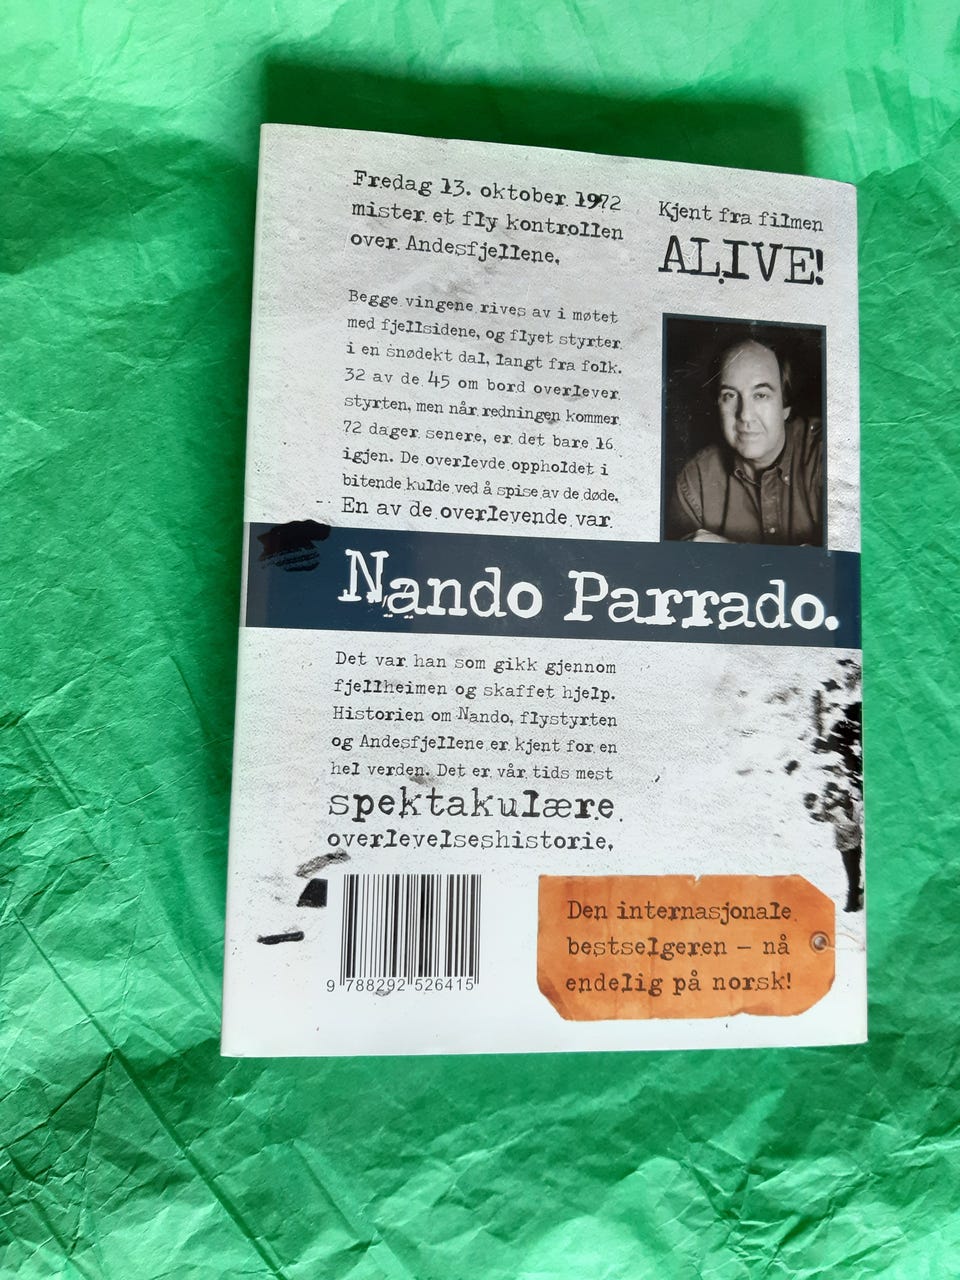 Fredag 13. oktober 1972
mister et fly kontrollen
over Andesfjellene.
Kjent fra filmen
ALIVE!
Begge vingene rives av i møtet
med fjellsidene, og flyet styrter
i en snødekt dal, langt fra folk.
32 av de 45 om bord overlever
styrten, men når redningen kommer
72 dager senere, er det bare 16
igjen. De overlevde oppholdet i
bitende kulde ved å spise av de døde.
En av de overlevende var
Nando Parrado.
Det var han som gikk gjennom
fjellheimen og skaffet hjelp.
Historien om Nando, flystyrten
og Andesfjellene er kjent for en
hel verden. Det er vår tids mest
spektakulære
overlevelseshistorie.
9 788292 526415
Den internasjonale
bestselgeren – nå
endelig på norsk!